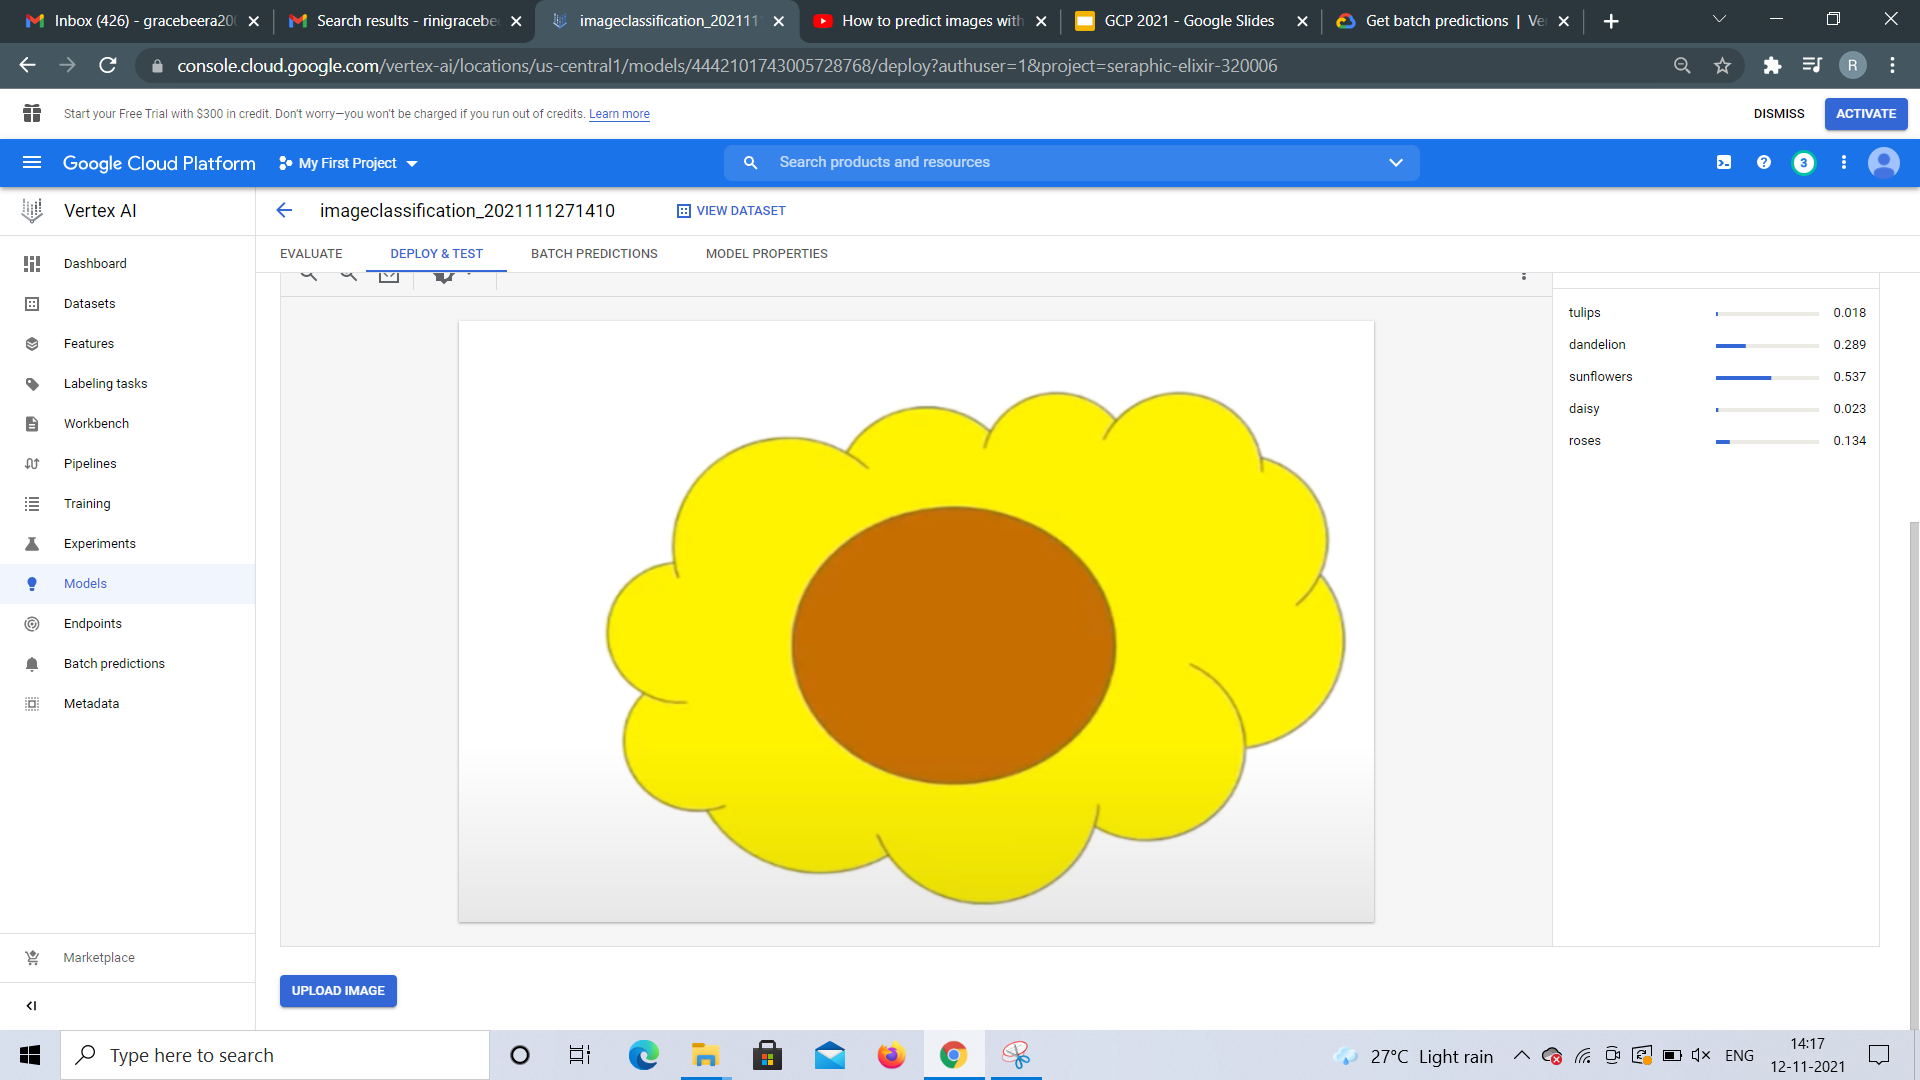 Inbox (426) - gracebeera20
Search results - rinigracebee
imageclassification_202111
How to predict images with
GCP 2021 - Google Slides
Get batch predictions | Ver
console.cloud.google.com/vertex-ai/locations/us-central1/models/4442101743005728768/deploy?authuser=1&project=seraphic-elixir-320006
R
Start your Free Trial with $300 in credit. Don't worry—you won't be charged if you run out of credits. Learn more
DISMISS
ACTIVATE
Google Cloud Platform
My First Project
Search products and resources
3
Vertex AI
imageclassification_2021111271410
VIEW DATASET
EVALUATE
DEPLOY & TEST
BATCH PREDICTIONS
MODEL PROPERTIES
Dashboard
Datasets
Features
Labeling tasks
Workbench
Pipelines
Training
Experiments
Models
Endpoints
Batch predictions
Metadata
Marketplace
tulips 0.018
dandelion 0.289
sunflowers 0.537
daisy 0.023
roses 0.134
UPLOAD IMAGE
Type here to search
27°C Light rain
ENG
14:17
12-11-2021